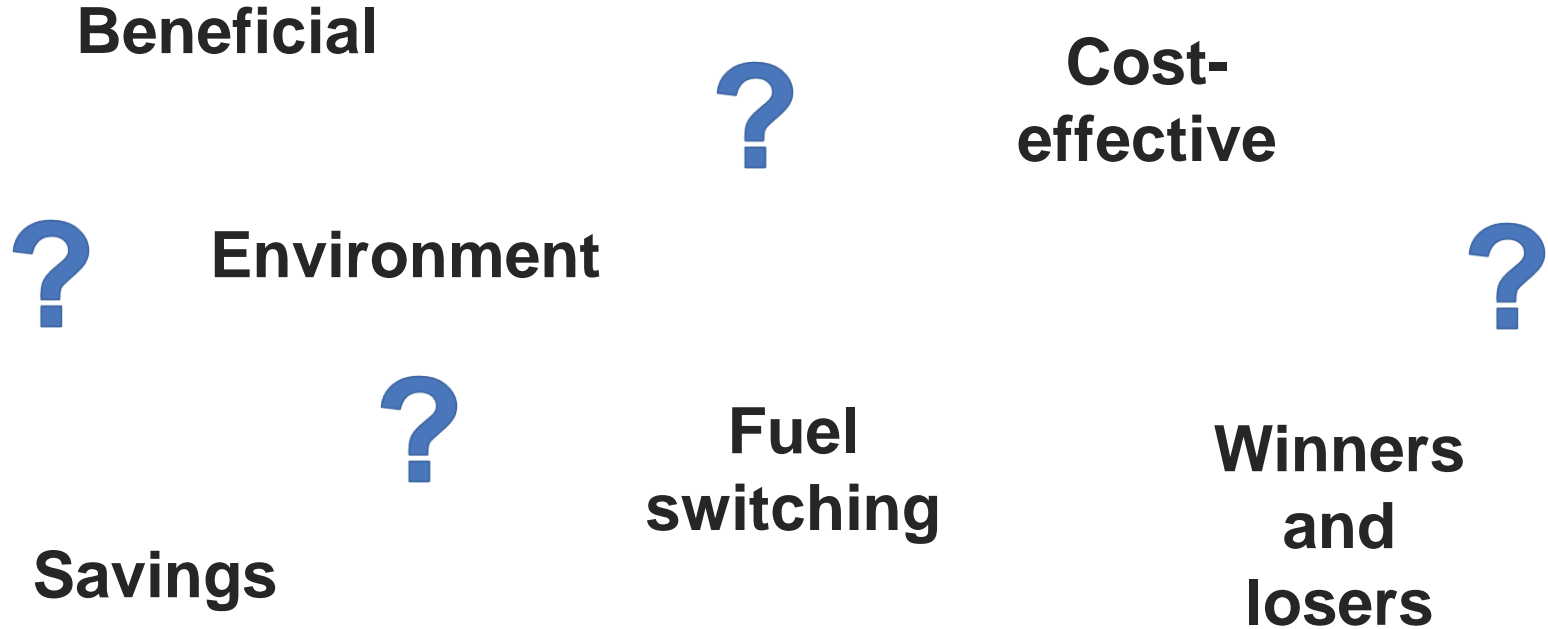 Beneficial
?
Cost-
effective
?
Environment
?
?
Fuel
switching
Winners
and
losers
Savings